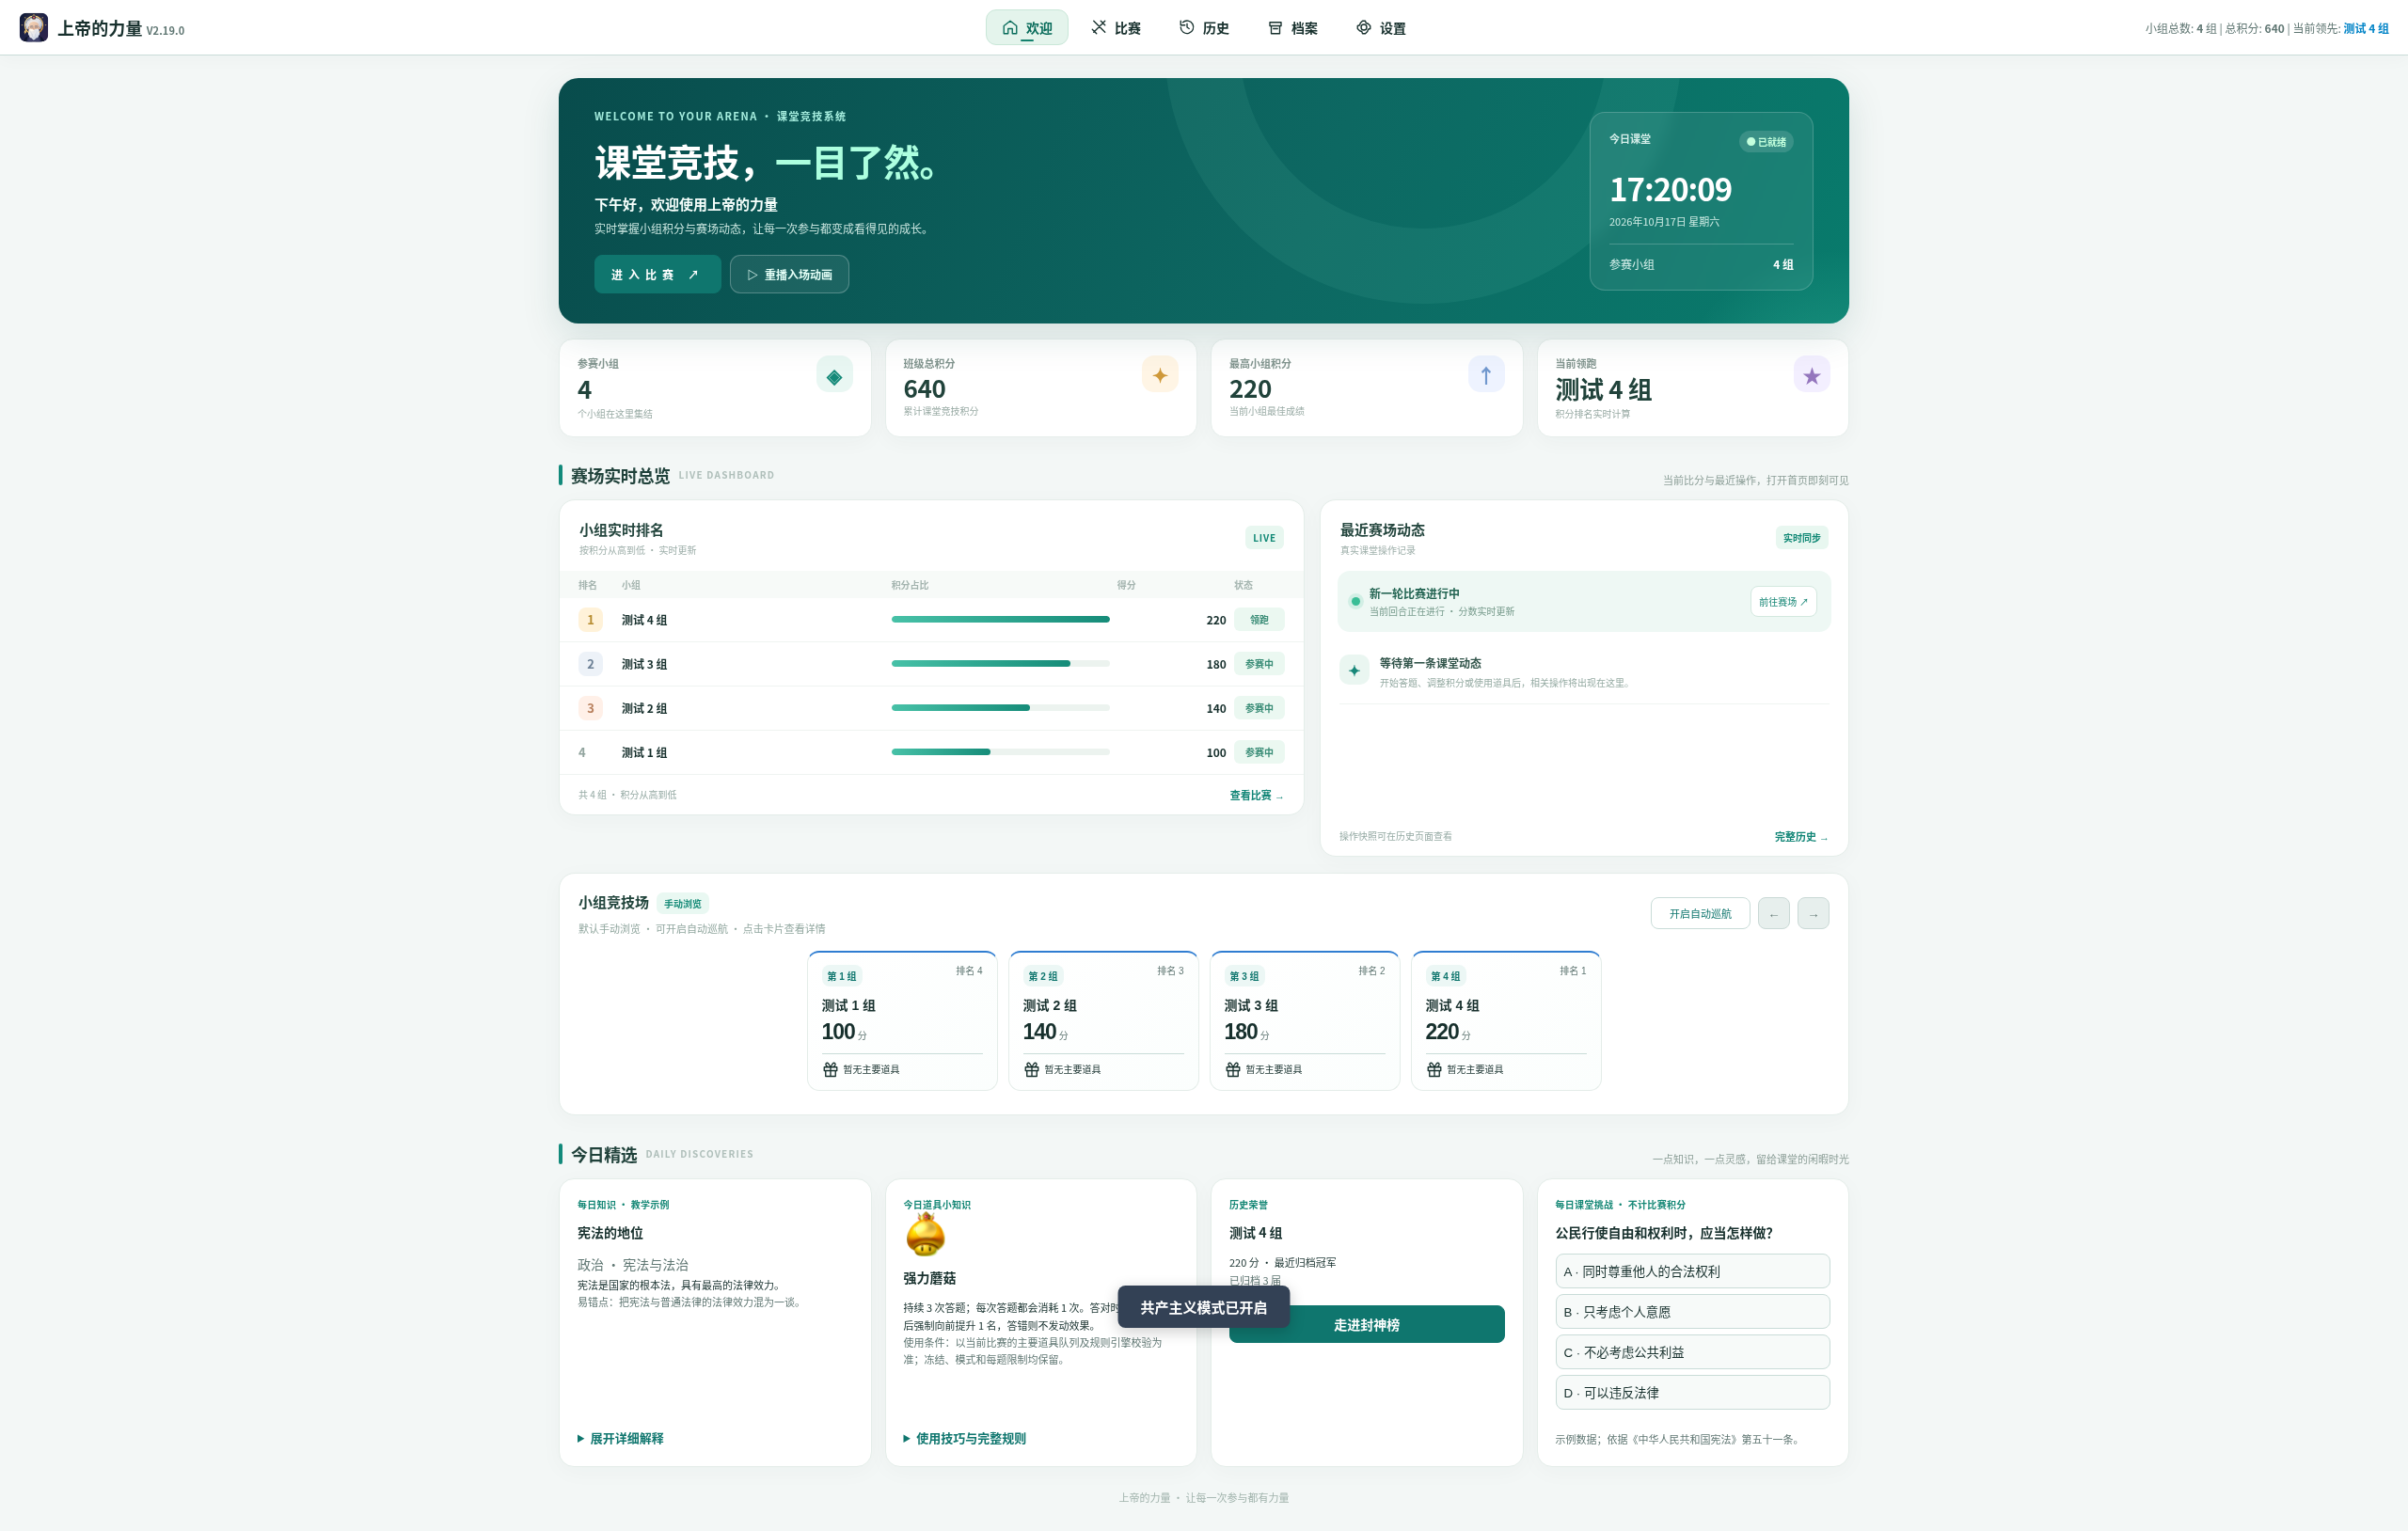 上帝的力量 V2.19.0
欢迎
比赛
历史
档案
设置
小组总数: 4 组 | 总积分: 640 | 当前领先: 测试 4 组
WELCOME TO YOUR ARENA · 课堂竞技系统
课堂竞技，一目了然。
下午好，欢迎使用上帝的力量
实时掌握小组积分与赛场动态，让每一次参与都变成看得见的成长。
进入比赛 ↗
▷ 重播入场动画
今日课堂
已就绪
17:20:09
2026年10月17日 星期六
参赛小组
4 组
参赛小组
4
个小组在这里集结
班级总积分
640
累计课堂竞技积分
最高小组积分
220
当前小组最佳成绩
当前领跑
测试 4 组
积分排名实时计算
赛场实时总览 LIVE DASHBOARD
当前比分与最近操作，打开首页即刻可见
小组实时排名
按积分从高到低 · 实时更新
LIVE
排名 小组 积分占比 得分 状态
1 测试 4 组 220 领跑
2 测试 3 组 180 参赛中
3 测试 2 组 140 参赛中
4 测试 1 组 100 参赛中
共 4 组 · 积分从高到低
查看比赛 →
最近赛场动态
真实课堂操作记录
实时同步
新一轮比赛进行中
当前回合正在进行 · 分数实时更新
前往赛场 ↗
等待第一条课堂动态
开始答题、调整积分或使用道具后，相关操作将出现在这里。
操作快照可在历史页面查看
完整历史 →
小组竞技场 手动浏览
默认手动浏览 · 可开启自动巡航 · 点击卡片查看详情
开启自动巡航
←
→
第 1 组 排名 4
测试 1 组
100 分
暂无主要道具
第 2 组 排名 3
测试 2 组
140 分
暂无主要道具
第 3 组 排名 2
测试 3 组
180 分
暂无主要道具
第 4 组 排名 1
测试 4 组
220 分
暂无主要道具
今日精选 DAILY DISCOVERIES
一点知识，一点灵感，留给课堂的闲暇时光
每日知识 · 教学示例
宪法的地位
政治 · 宪法与法治
宪法是国家的根本法，具有最高的法律效力。
易错点：把宪法与普通法律的法律效力混为一谈。
▶ 展开详细解释
今日道具小知识
强力蘑菇
持续 3 次答题；每次答题都会消耗 1 次。答对
后强制向前提升 1 名，答错则不发动效果。
使用条件：以当前比赛的主要道具队列及规则引擎校验为
准；冻结、模式和每题限制均保留。
▶ 使用技巧与完整规则
历史荣誉
测试 4 组
220 分 · 最近归档冠军
已归档 3 届
走进封神榜
共产主义模式已开启
每日课堂挑战 · 不计比赛积分
公民行使自由和权利时，应当怎样做？
A · 同时尊重他人的合法权利
B · 只考虑个人意愿
C · 不必考虑公共利益
D · 可以违反法律
示例数据；依据《中华人民共和国宪法》第五十一条。
上帝的力量 · 让每一次参与都有力量